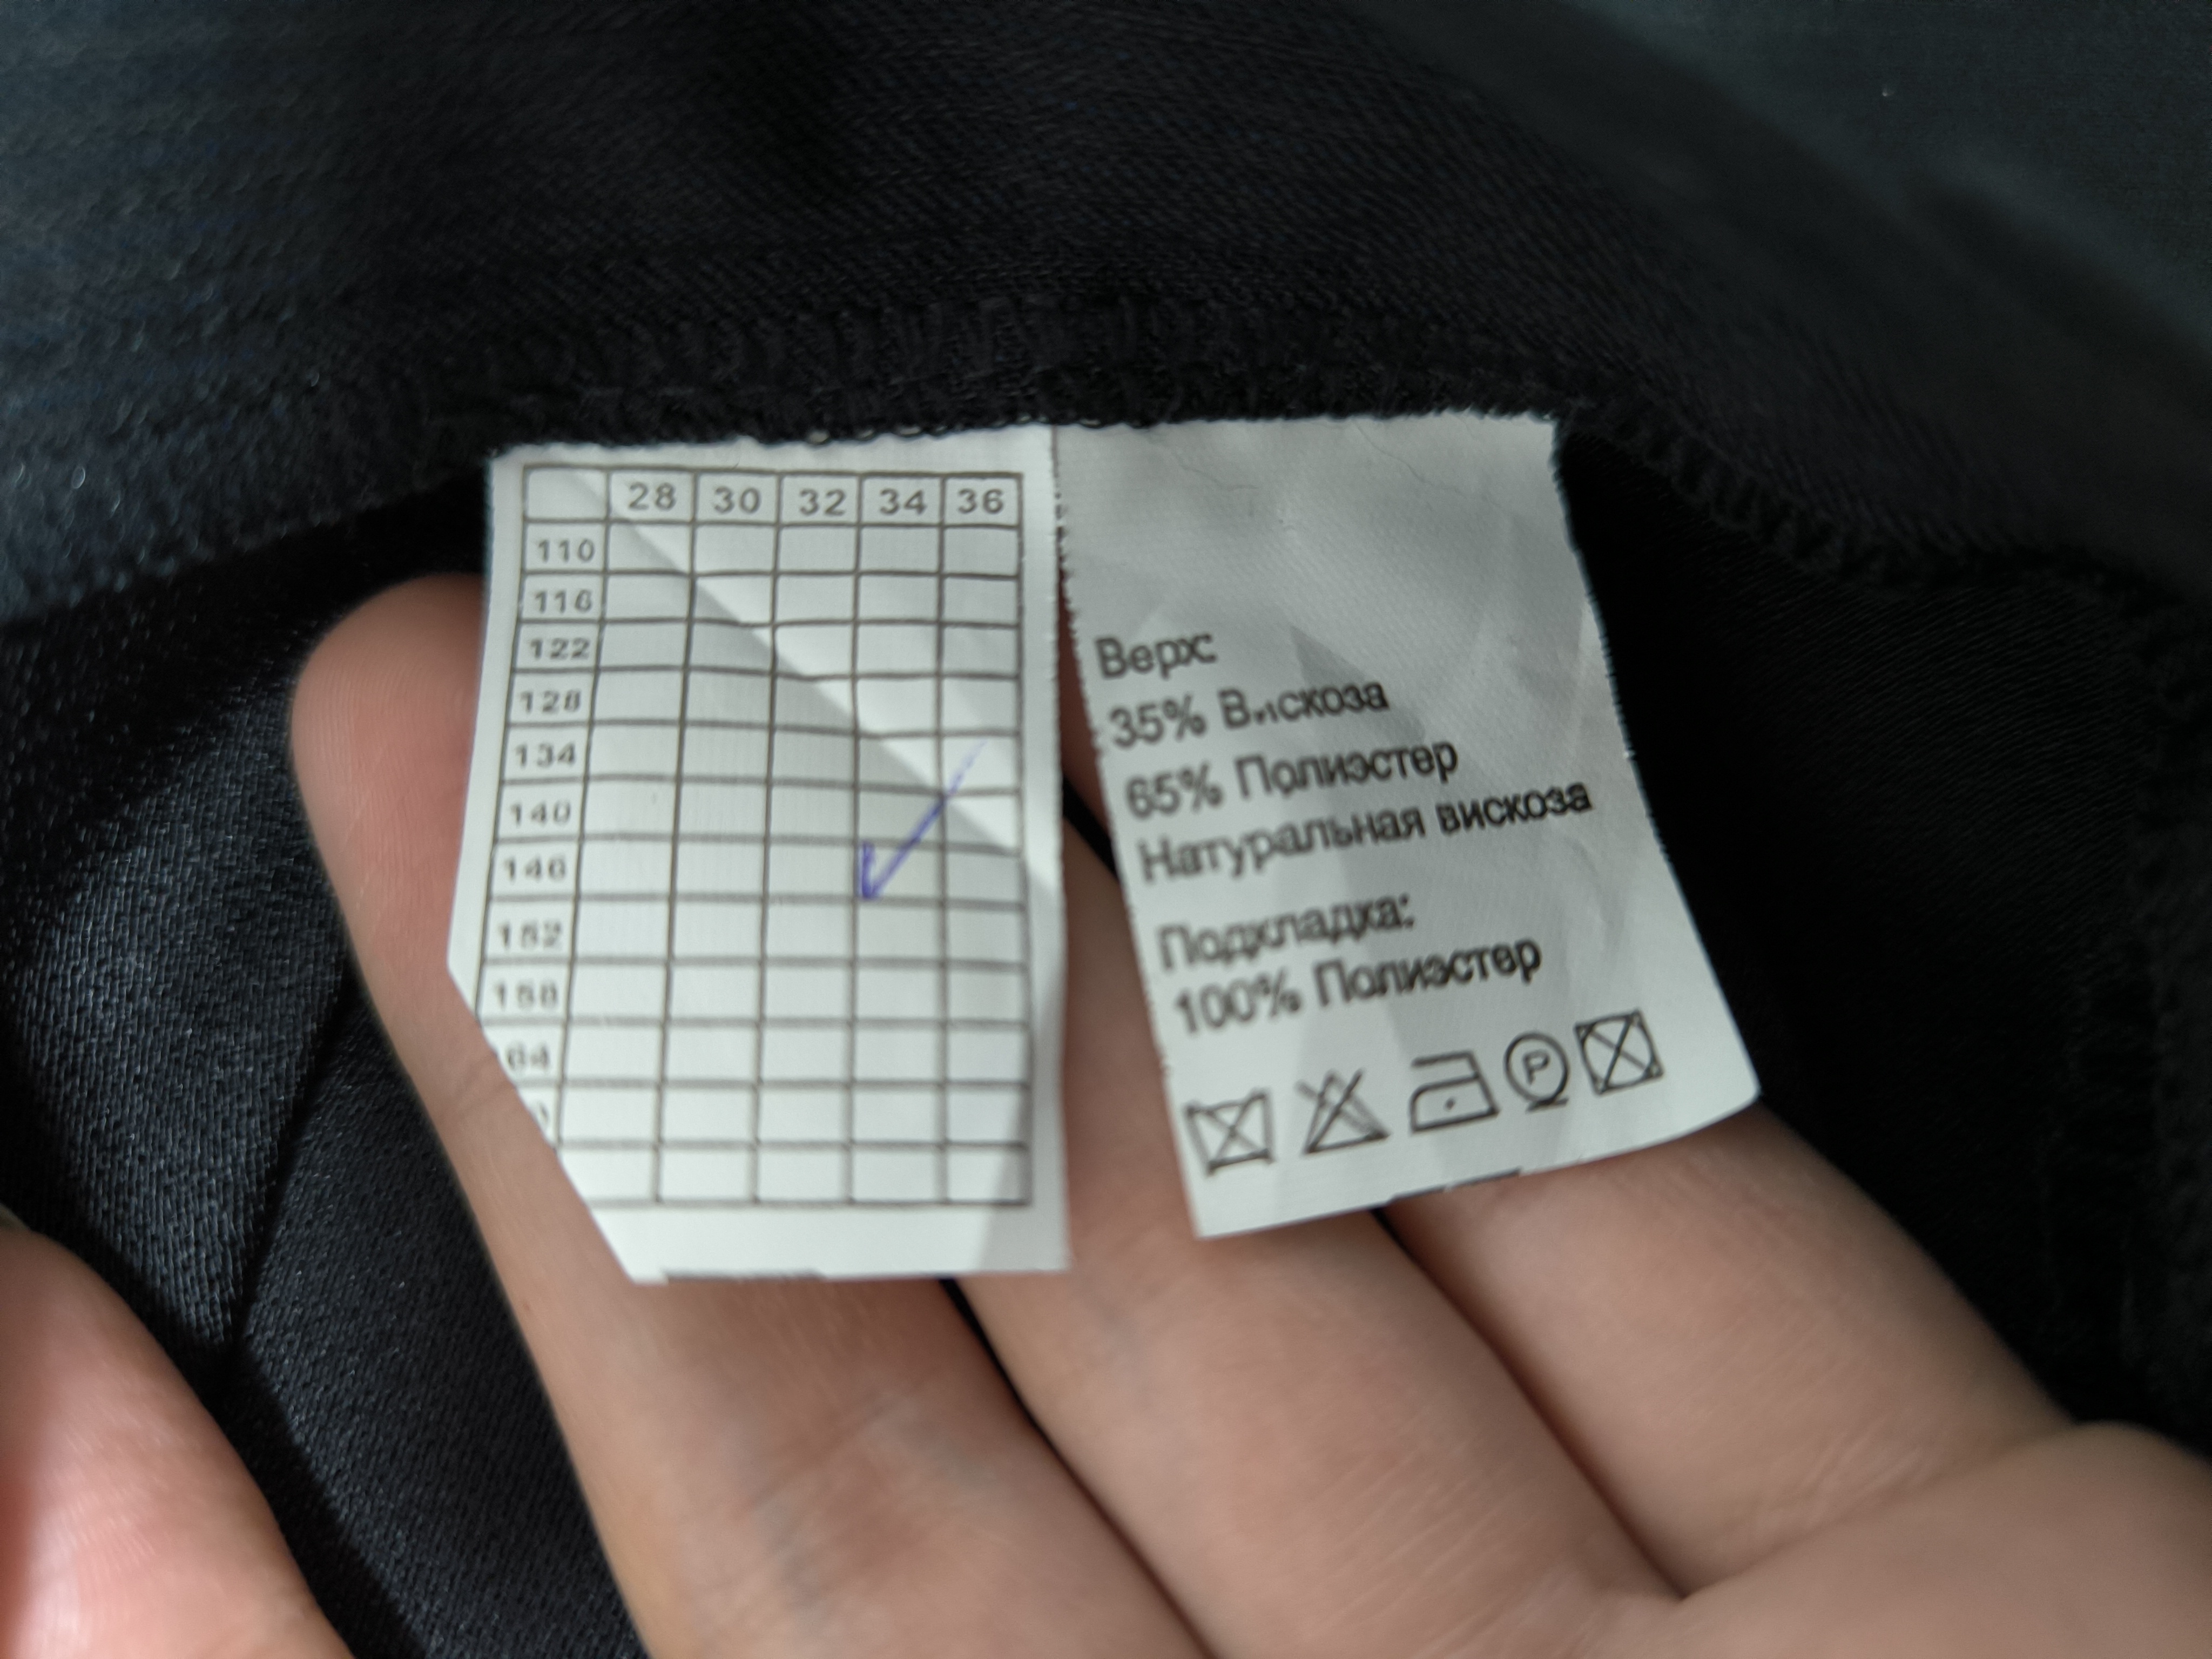 28 30 32 34 36
110
116
122
128
134
140
146
152
158
64
Верх:
35% Вискоза
65% Полиэстер
Натуральная вискоза
Подкладка:
100% Полиэстер
P